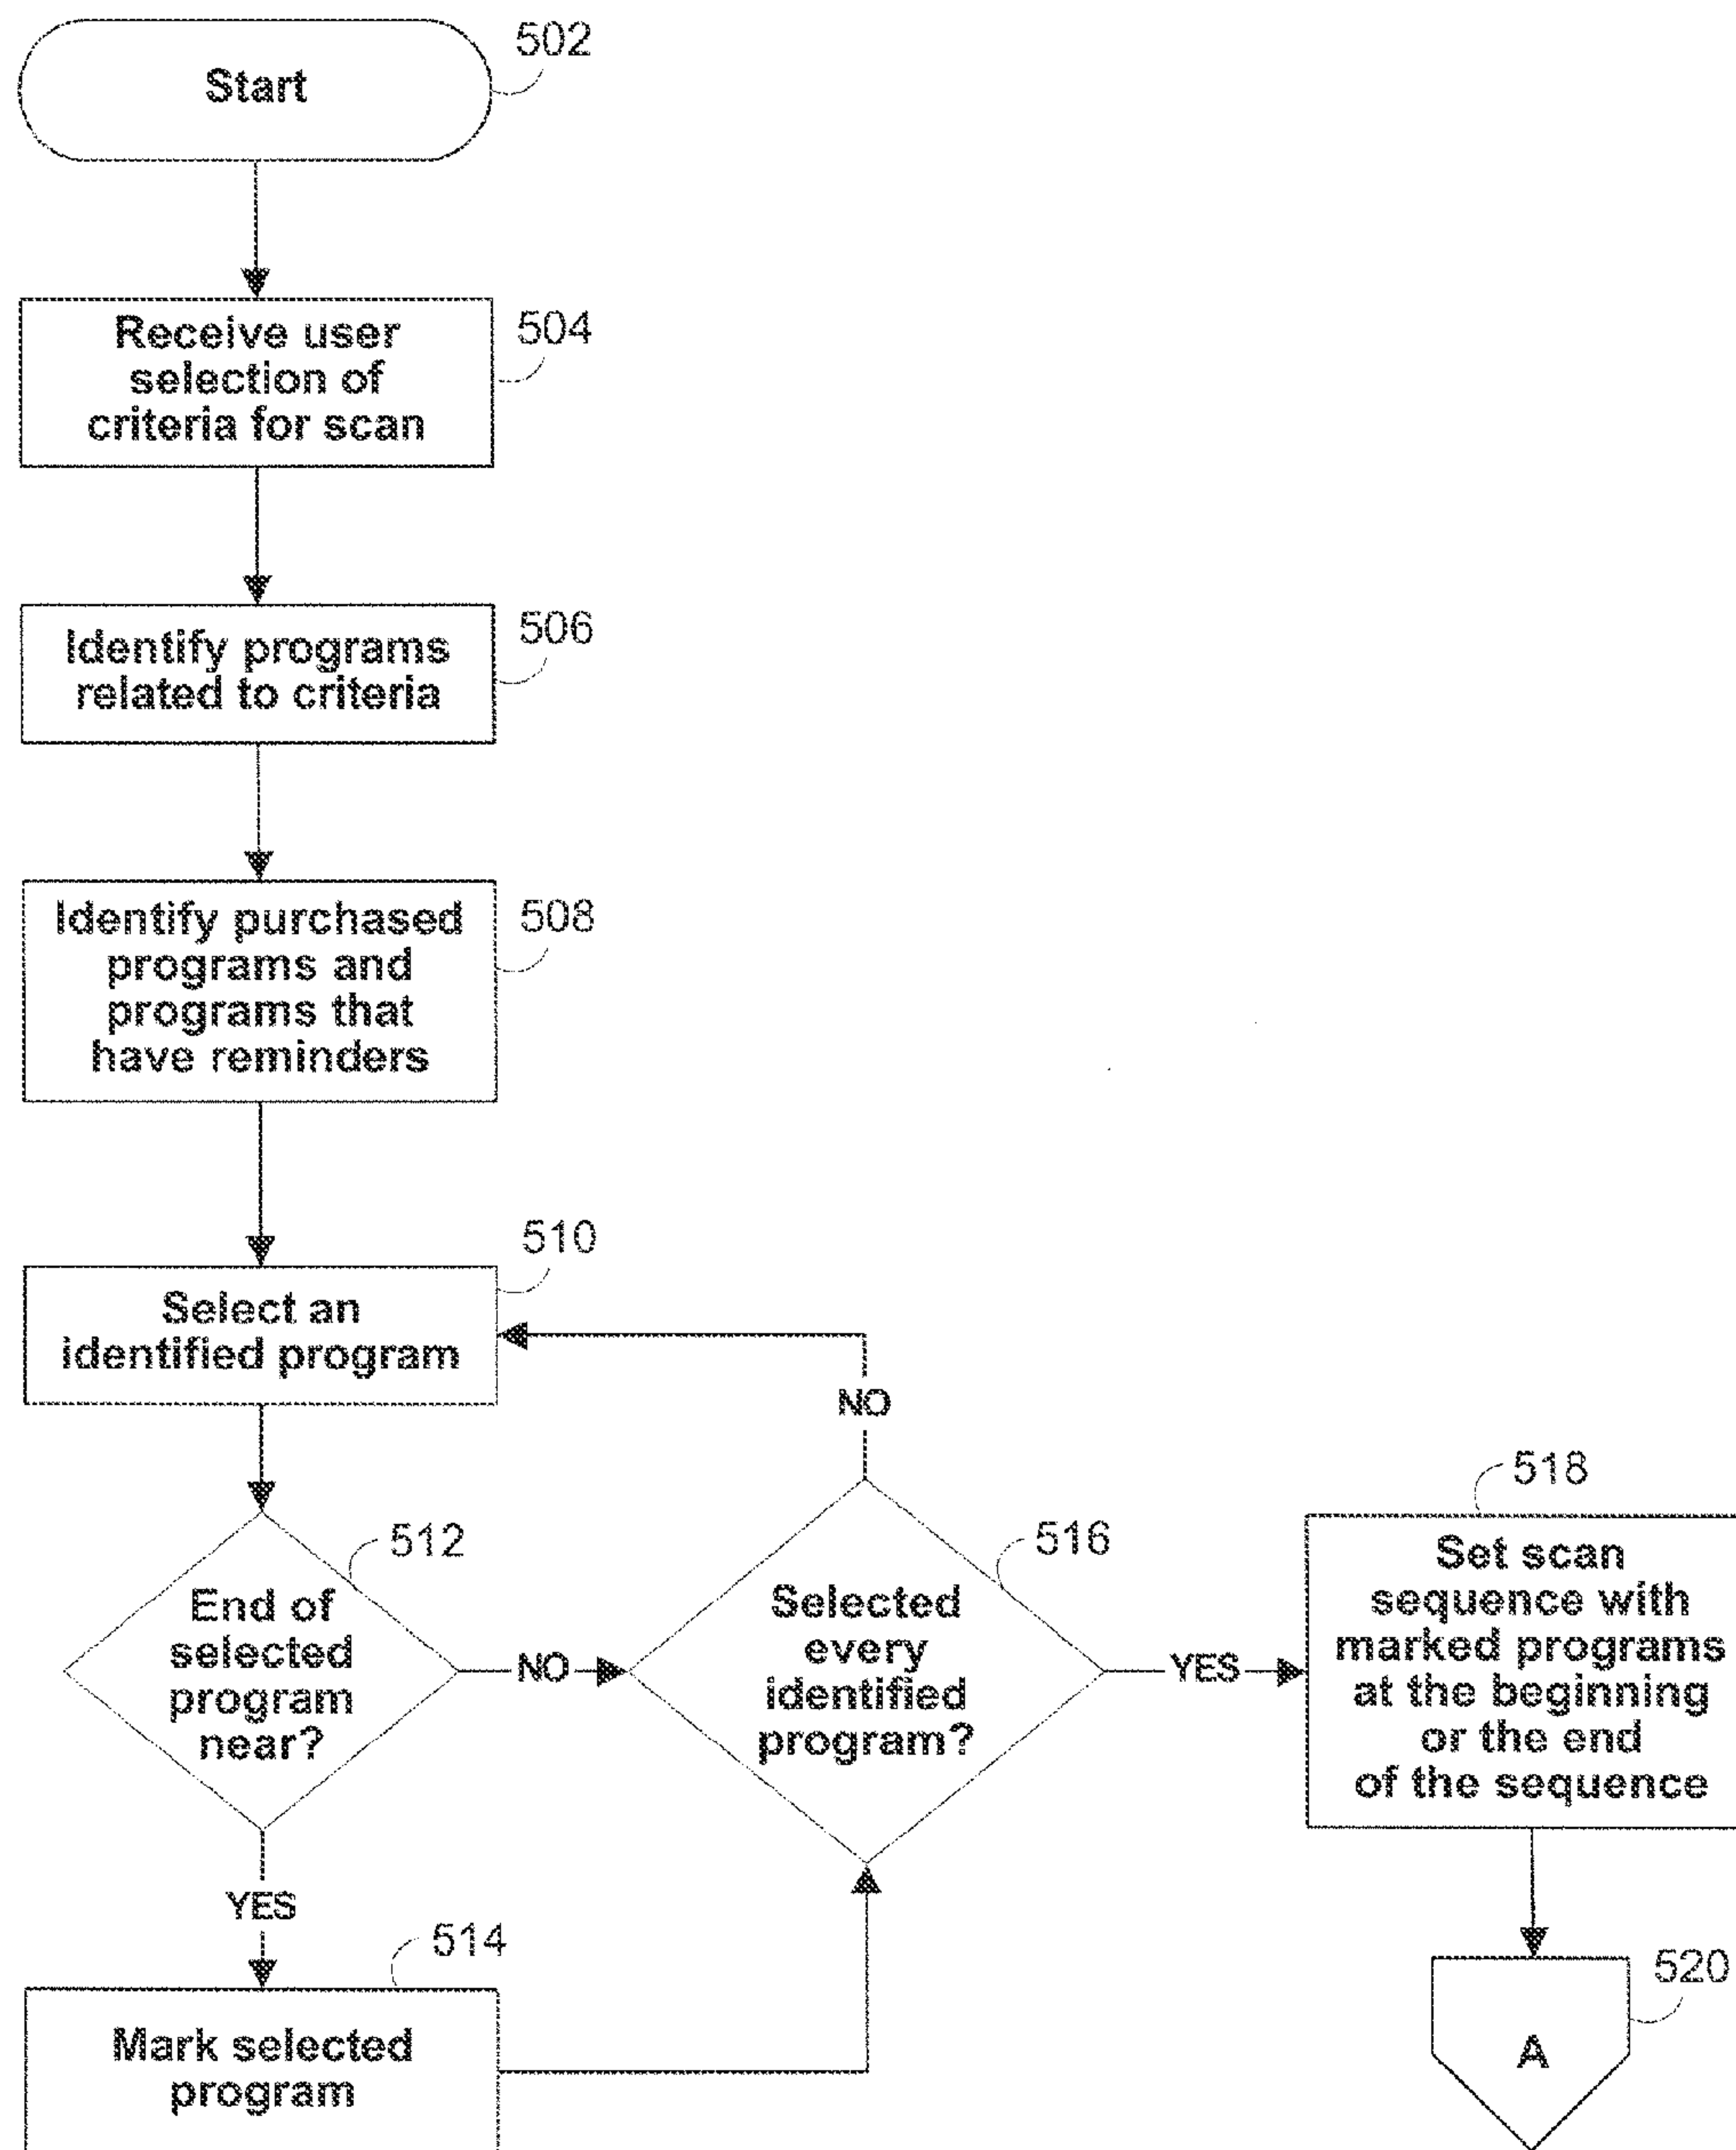 Start
502
Receive user
selection of
criteria for scan
504
Identify programs
related to criteria
506
Identify purchased
programs and
programs that
have reminders
508
Select an
identified program
510
NO
End of
selected
program
near?
512
NO
Selected
every
identified
program?
516
YES
Set scan
sequence with
marked programs
at the beginning
or the end
of the sequence
518
YES
Mark selected
program
514
A
520